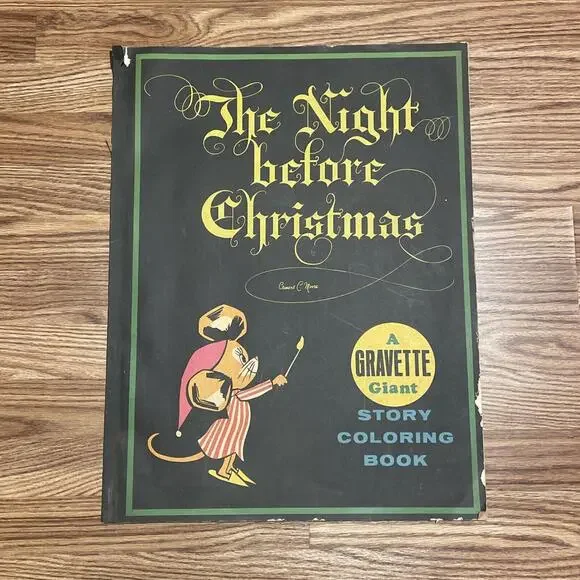 The Night
before
Christmas
Clement C. Moore
A
GRAVETTE
Giant
STORY
COLORING
BOOK